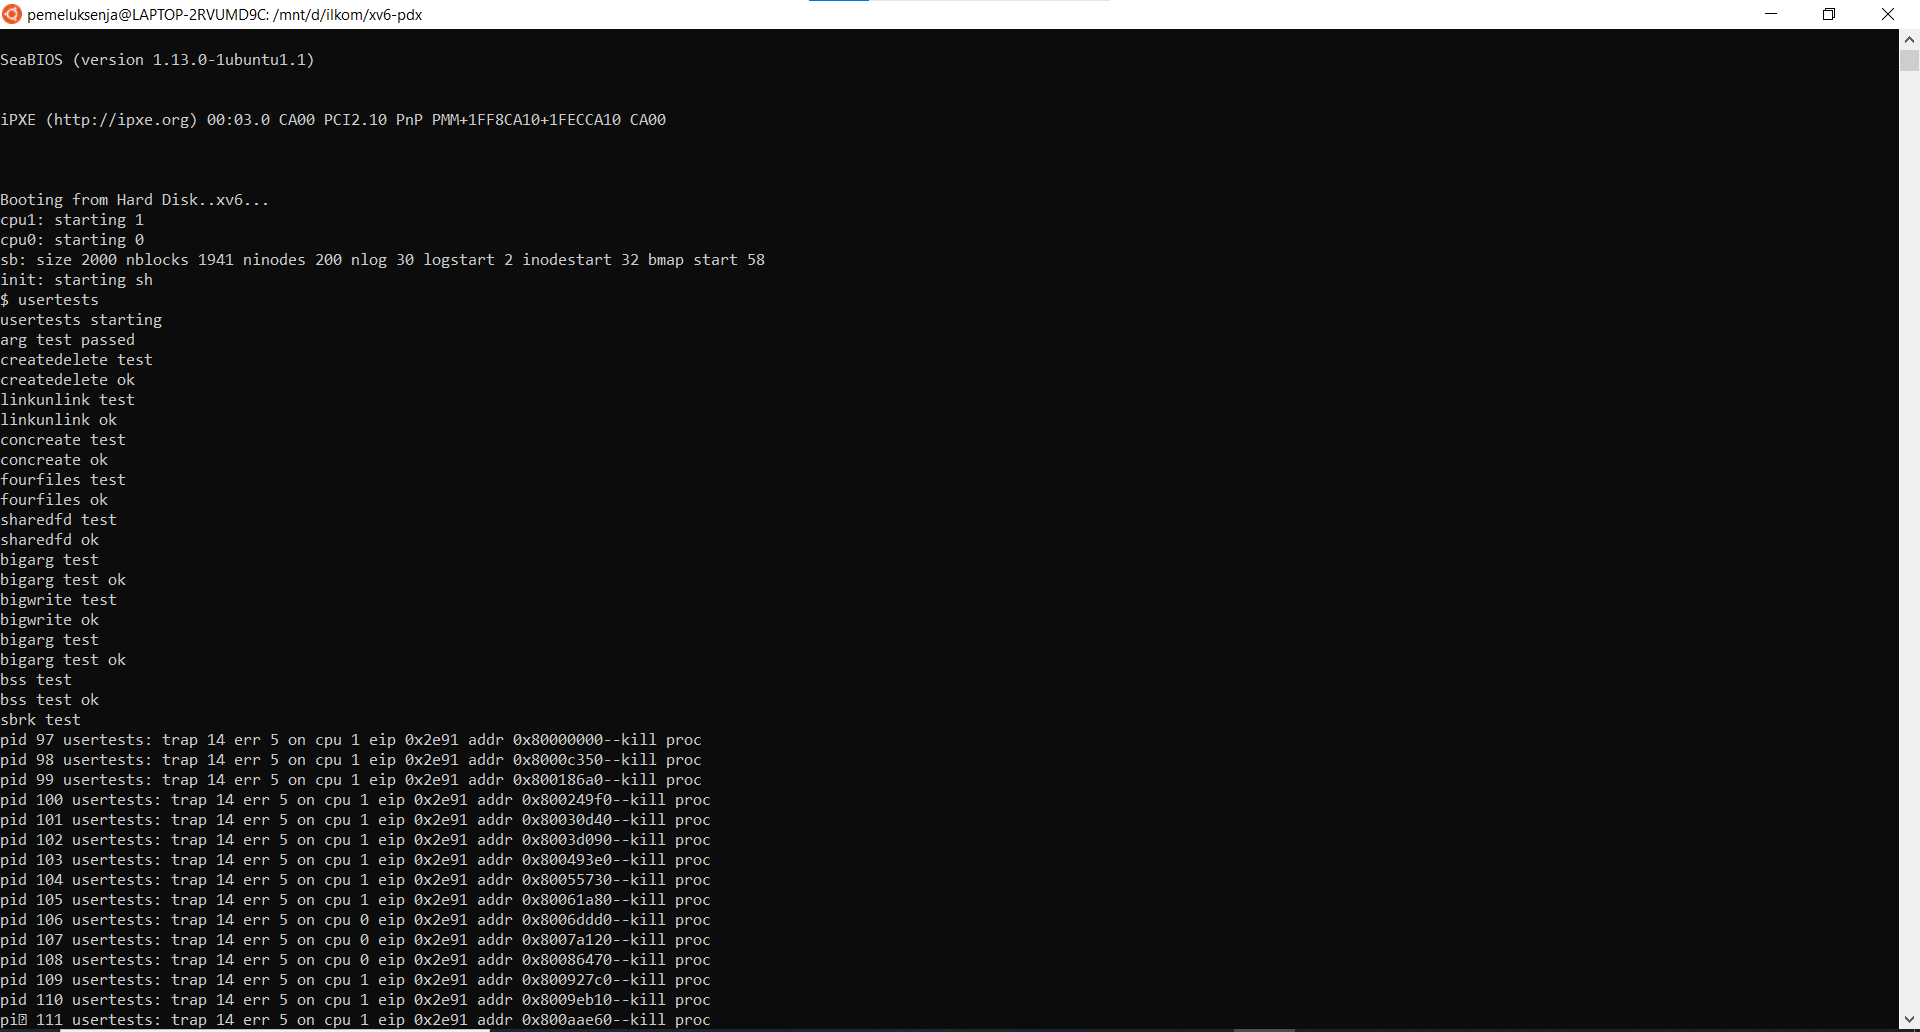 pemeluksenja@LAPTOP-2RVUMD9C: /mnt/d/ilkom/xv6-pdx
SeaBIOS (version 1.13.0-1ubuntu1.1)
iPXE (http://ipxe.org) 00:03.0 CA00 PCI2.10 PnP PMM+1FF8CA10+1FECCA10 CA00
Booting from Hard Disk..xv6...
cpu1: starting 1
cpu0: starting 0
sb: size 2000 nblocks 1941 ninodes 200 nlog 30 logstart 2 inodestart 32 bmap start 58
init: starting sh
$ usertests
usertests starting
arg test passed
createdelete test
createdelete ok
linkunlink test
linkunlink ok
concreate test
concreate ok
fourfiles test
fourfiles ok
sharedfd test
sharedfd ok
bigarg test
bigarg test ok
bigwrite test
bigwrite ok
bigarg test
bigarg test ok
bss test
bss test ok
sbrk test
pid 97 usertests: trap 14 err 5 on cpu 1 eip 0x2e91 addr 0x80000000--kill proc
pid 98 usertests: trap 14 err 5 on cpu 1 eip 0x2e91 addr 0x8000c350--kill proc
pid 99 usertests: trap 14 err 5 on cpu 1 eip 0x2e91 addr 0x800186a0--kill proc
pid 100 usertests: trap 14 err 5 on cpu 1 eip 0x2e91 addr 0x800249f0--kill proc
pid 101 usertests: trap 14 err 5 on cpu 1 eip 0x2e91 addr 0x80030d40--kill proc
pid 102 usertests: trap 14 err 5 on cpu 1 eip 0x2e91 addr 0x8003d090--kill proc
pid 103 usertests: trap 14 err 5 on cpu 1 eip 0x2e91 addr 0x800493e0--kill proc
pid 104 usertests: trap 14 err 5 on cpu 1 eip 0x2e91 addr 0x80055730--kill proc
pid 105 usertests: trap 14 err 5 on cpu 1 eip 0x2e91 addr 0x80061a80--kill proc
pid 106 usertests: trap 14 err 5 on cpu 0 eip 0x2e91 addr 0x8006ddd0--kill proc
pid 107 usertests: trap 14 err 5 on cpu 0 eip 0x2e91 addr 0x8007a120--kill proc
pid 108 usertests: trap 14 err 5 on cpu 0 eip 0x2e91 addr 0x80086470--kill proc
pid 109 usertests: trap 14 err 5 on cpu 1 eip 0x2e91 addr 0x800927c0--kill proc
pid 110 usertests: trap 14 err 5 on cpu 1 eip 0x2e91 addr 0x8009eb10--kill proc
pi 111 usertests: trap 14 err 5 on cpu 1 eip 0x2e91 addr 0x800aae60--kill proc